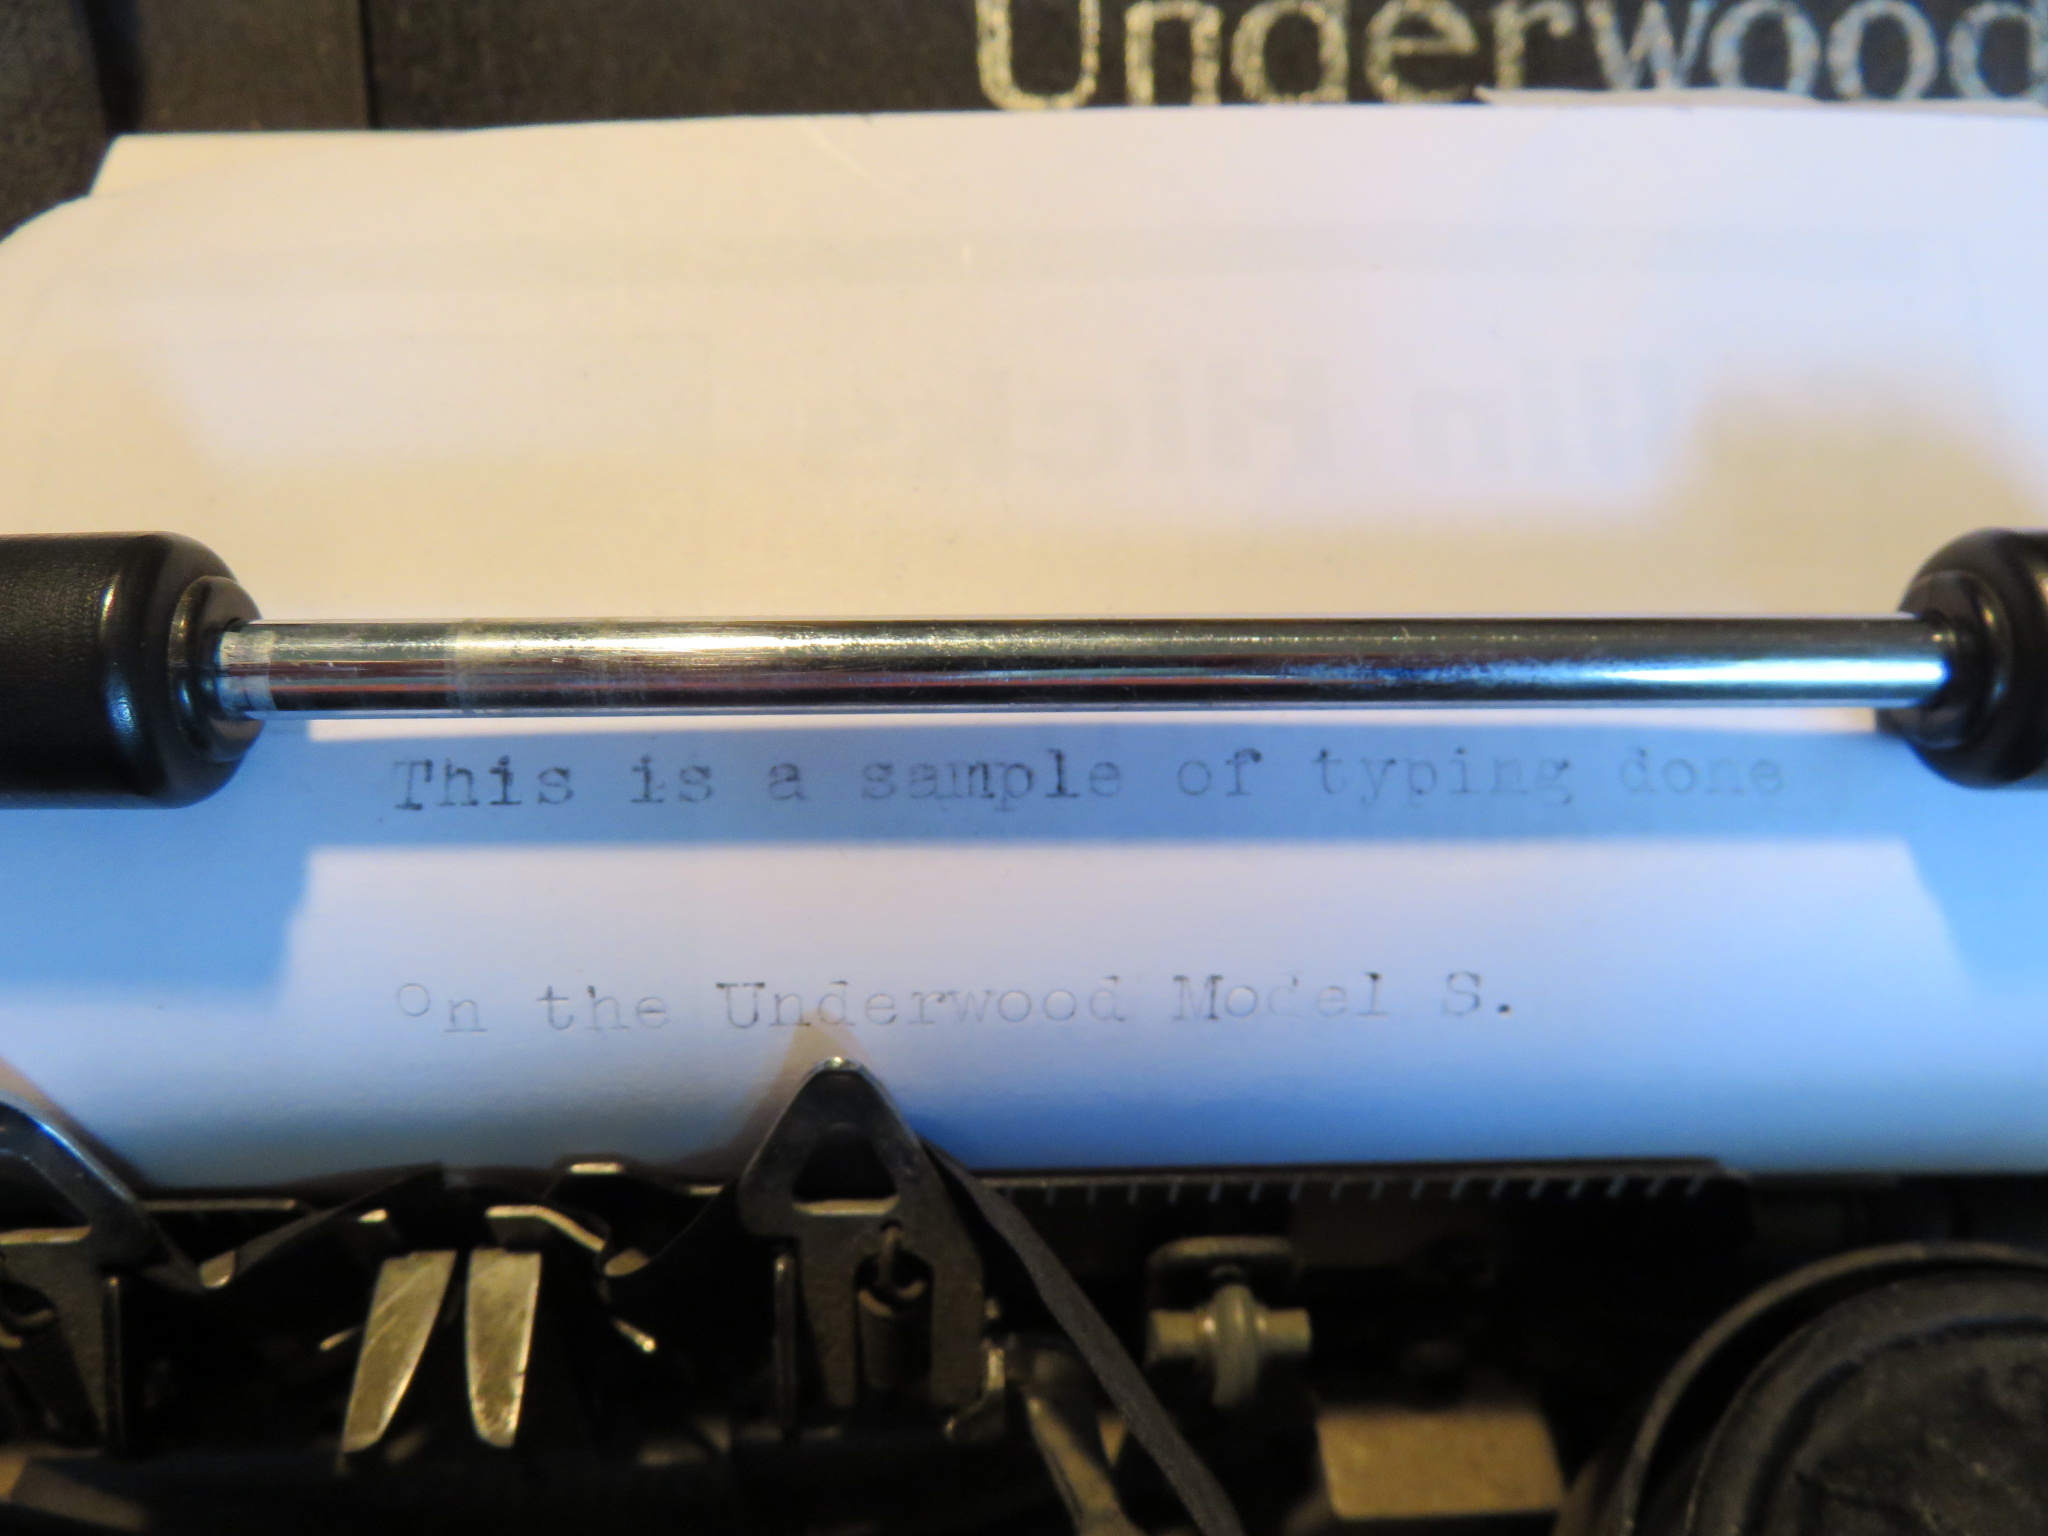 Underwood
This is a sample of typing done
On the Underwood Model S.